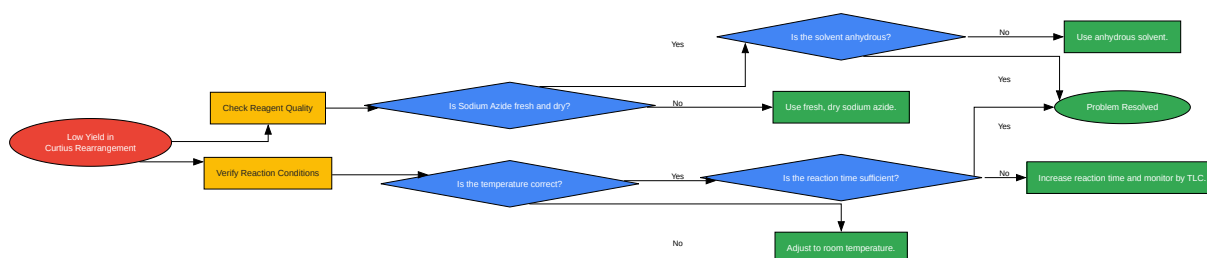 Is the solvent anhydrous?
No
Use anhydrous solvent.
Yes
Yes
Check Reagent Quality
Is Sodium Azide fresh and dry?
No
Use fresh, dry sodium azide.
Problem Resolved
Low Yield in
Curtius Rearrangement
Yes
Verify Reaction Conditions
Is the temperature correct?
Yes
Is the reaction time sufficient?
No
Increase reaction time and monitor by TLC.
No
Adjust to room temperature.